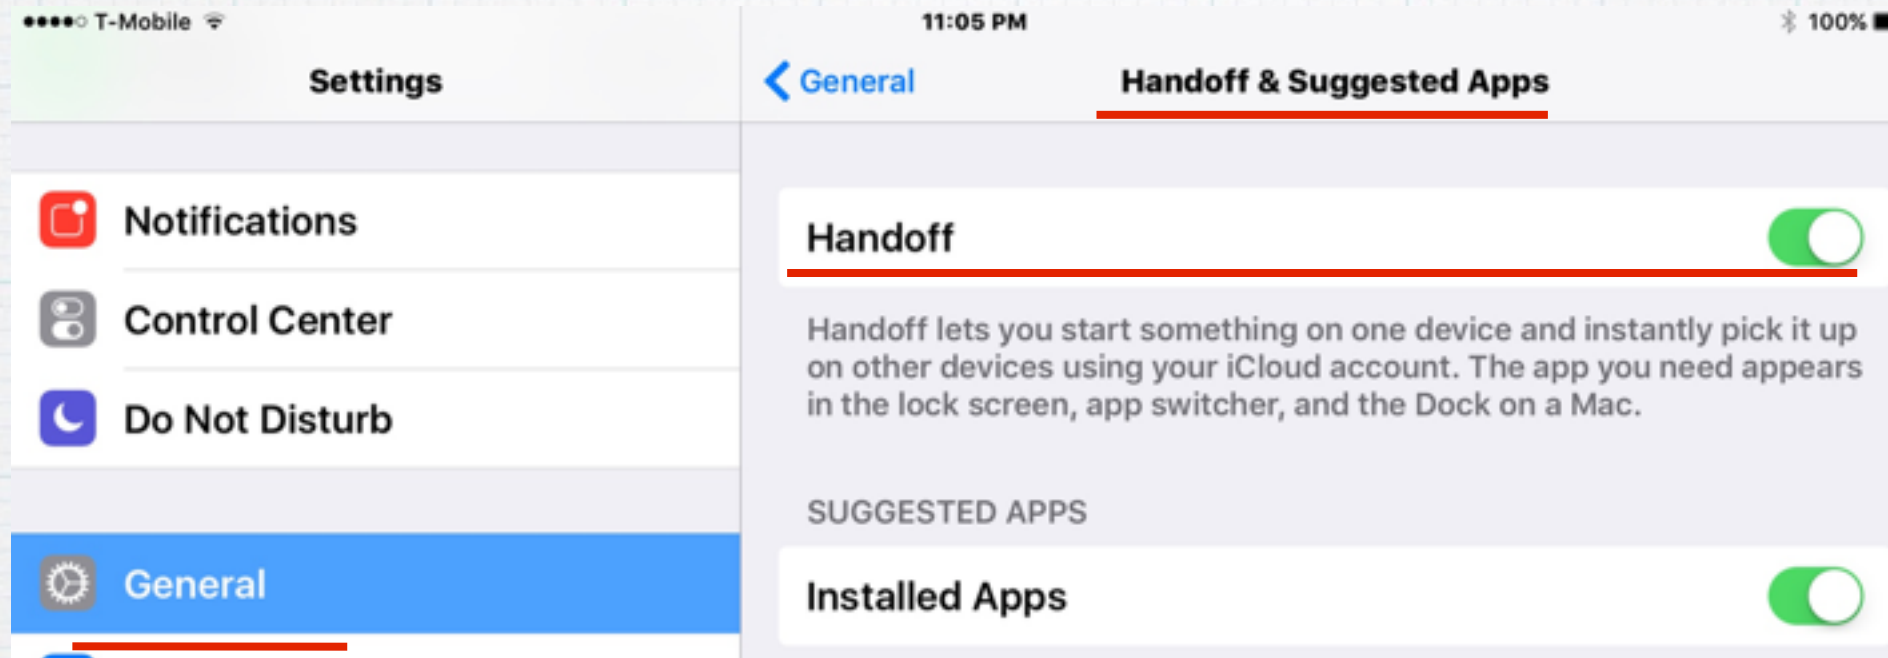 T-Mobile
11:05 PM
100%
Settings
General
Handoff & Suggested Apps
Notifications
Control Center
Do Not Disturb
General
Handoff
Handoff lets you start something on one device and instantly pick it up
on other devices using your iCloud account. The app you need appears
in the lock screen, app switcher, and the Dock on a Mac.
SUGGESTED APPS
Installed Apps